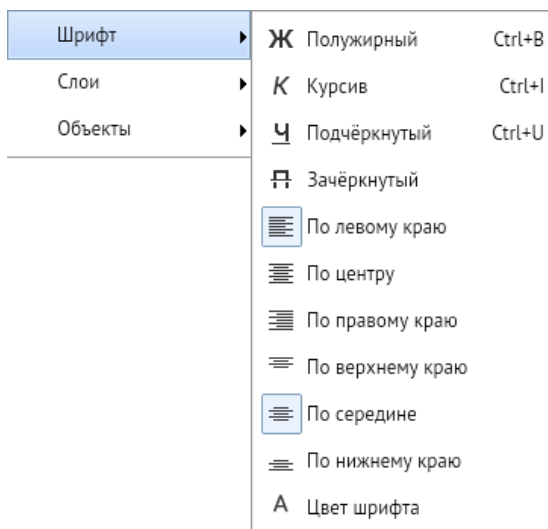 Шрифт
Слои
Объекты
Ж Полужирный Ctrl+B
К Курсив Ctrl+I
Ч Подчёркнутый Ctrl+U
П Зачёркнутый
По левому краю
По центру
По правому краю
По верхнему краю
По середине
По нижнему краю
А Цвет шрифта